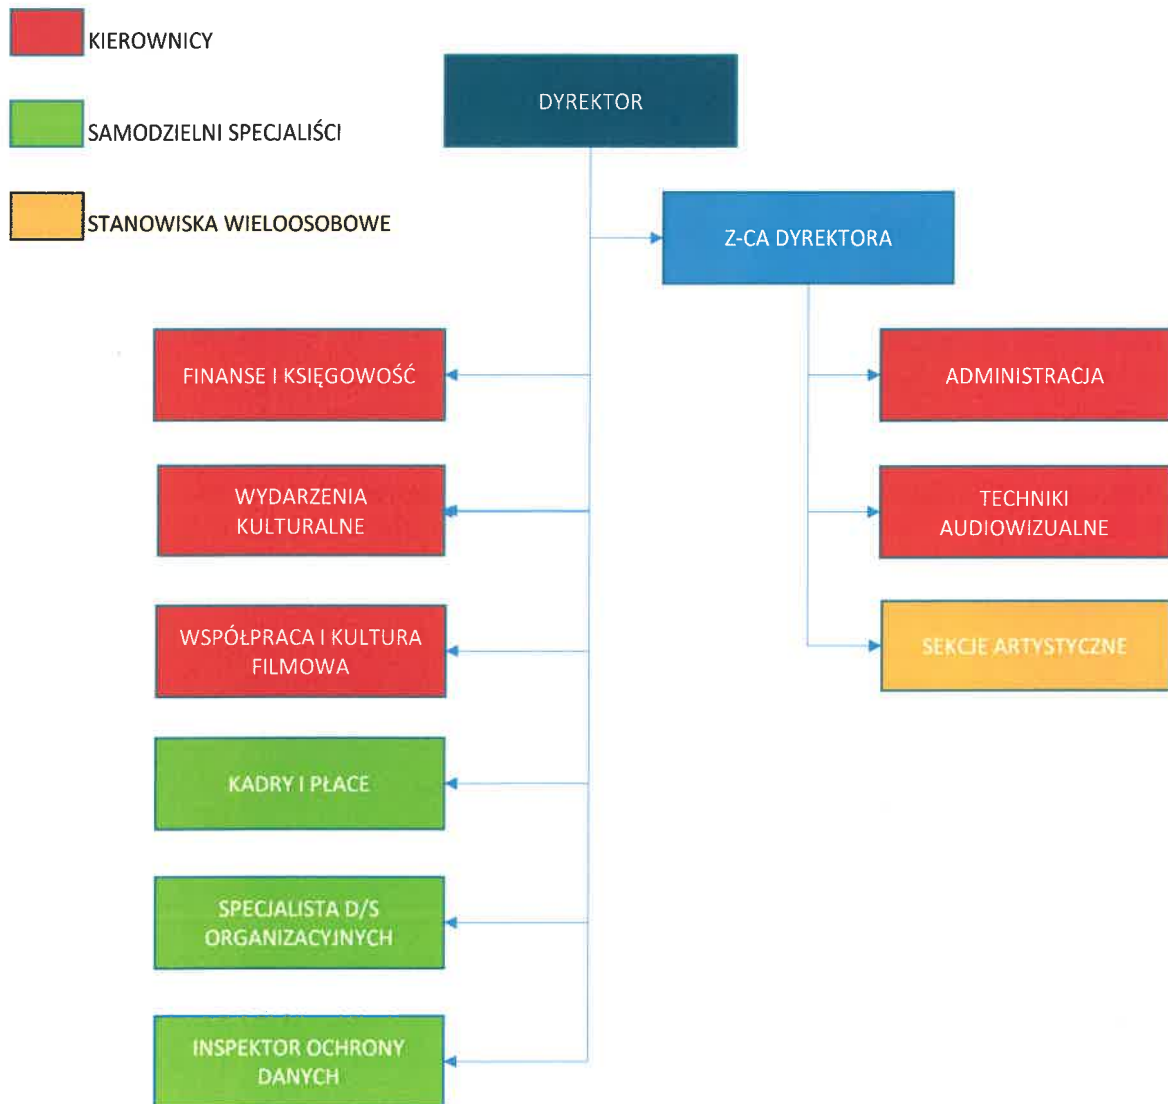 KIEROWNICY
SAMODZIELNI SPECJALIŚCI
STANOWISKA WIELOOSOBOWE
DYREKTOR
Z-CA DYREKTORA
FINANSE I KSIĘGOWOŚĆ
WYDARZENIA
KULTURALNE
WSPÓŁPRACA I KULTURA
FILMOWA
KADRY I PŁACE
SPECJALISTA D/S
ORGANIZACYJNYCH
INSPEKTOR OCHRONY
DANYCH
ADMINISTRACJA
TECHNIKI
AUDIOWIZUALNE
SEKCJE ARTYSTYCZNE